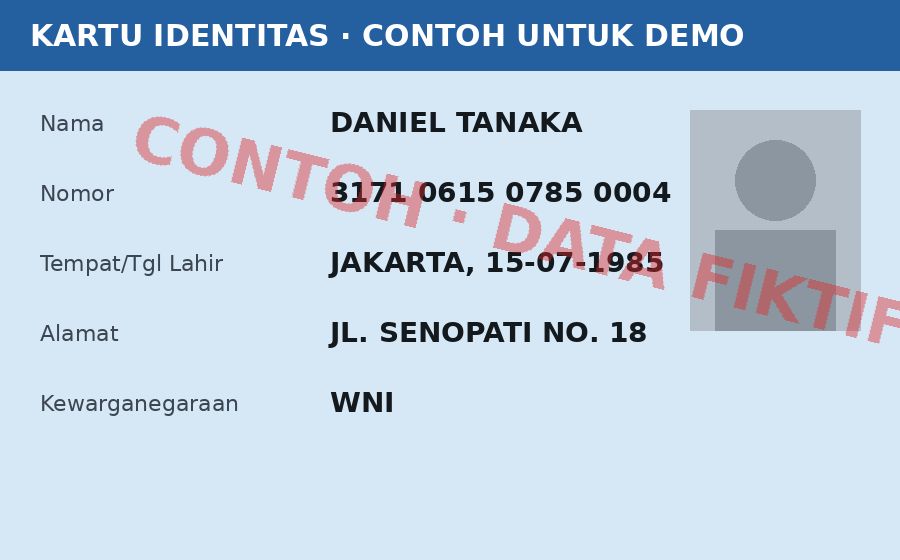 KARTU IDENTITAS · CONTOH UNTUK DEMO
Nama DANIEL TANAKA
Nomor 3171 0615 0785 0004
Tempat/Tgl Lahir JAKARTA, 15-07-1985
Alamat JL. SENOPATI NO. 18
Kewarganegaraan WNI
CONTOH · DATA FIKTIF